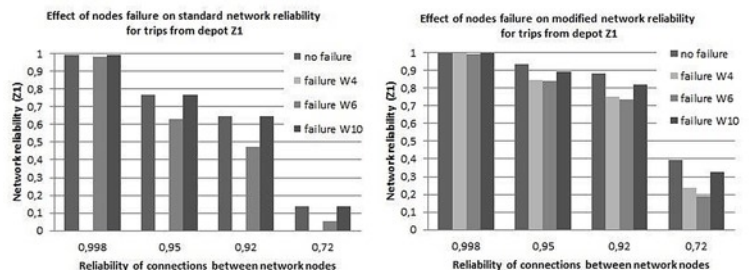 Effect of nodes failure on standard network reliability
for trips from depot Z1
Network reliability (Z1)
1
0,9
0,8
0,7
0,6
0,5
0,4
0,3
0,2
0,1
0
0,998
0,95
0,92
0,72
Reliability of connections between network nodes
no failure
failure W4
failure W6
failure W10
Effect of nodes failure on modified network reliability
for trips from depot Z1
Network reliability (Z1)
1
0,9
0,8
0,7
0,6
0,5
0,4
0,3
0,2
0,1
0
0,998
0,95
0,92
0,72
Reliability of connections between network nodes
no failure
failure W4
failure W6
failure W10